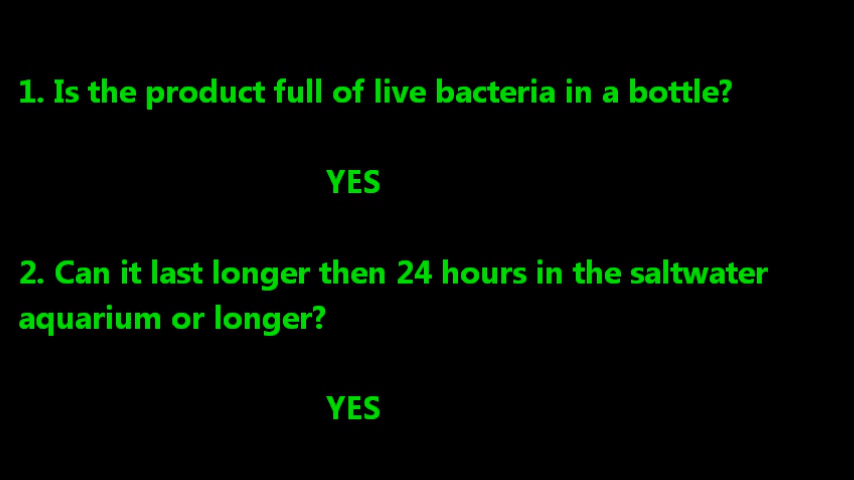 1. Is the product full of live bacteria in a bottle?
YES
2. Can it last longer then 24 hours in the saltwater
aquarium or longer?
YES